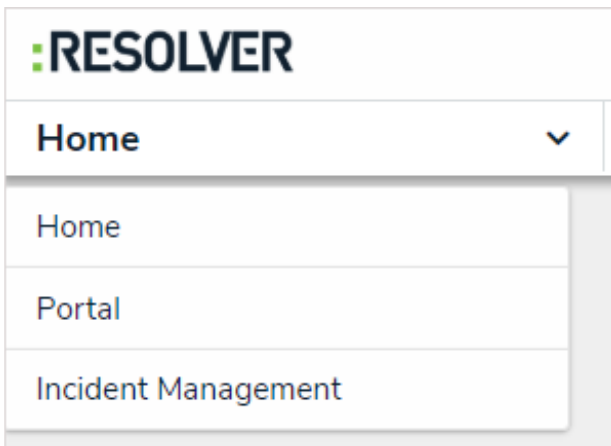 :RESOLVER
Home
Home
Portal
Incident Management